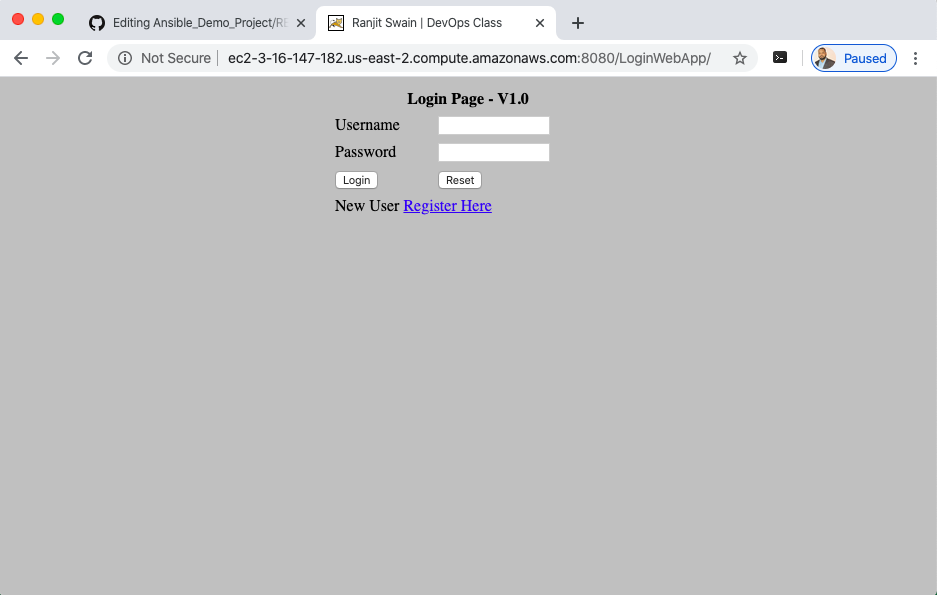 Editing Ansible_Demo_Project/RE
Ranjit Swain | DevOps Class
Not Secure | ec2-3-16-147-182.us-east-2.compute.amazonaws.com:8080/LoginWebApp/
Paused
Login Page - V1.0
Username
Password
Login Reset
New User Register Here